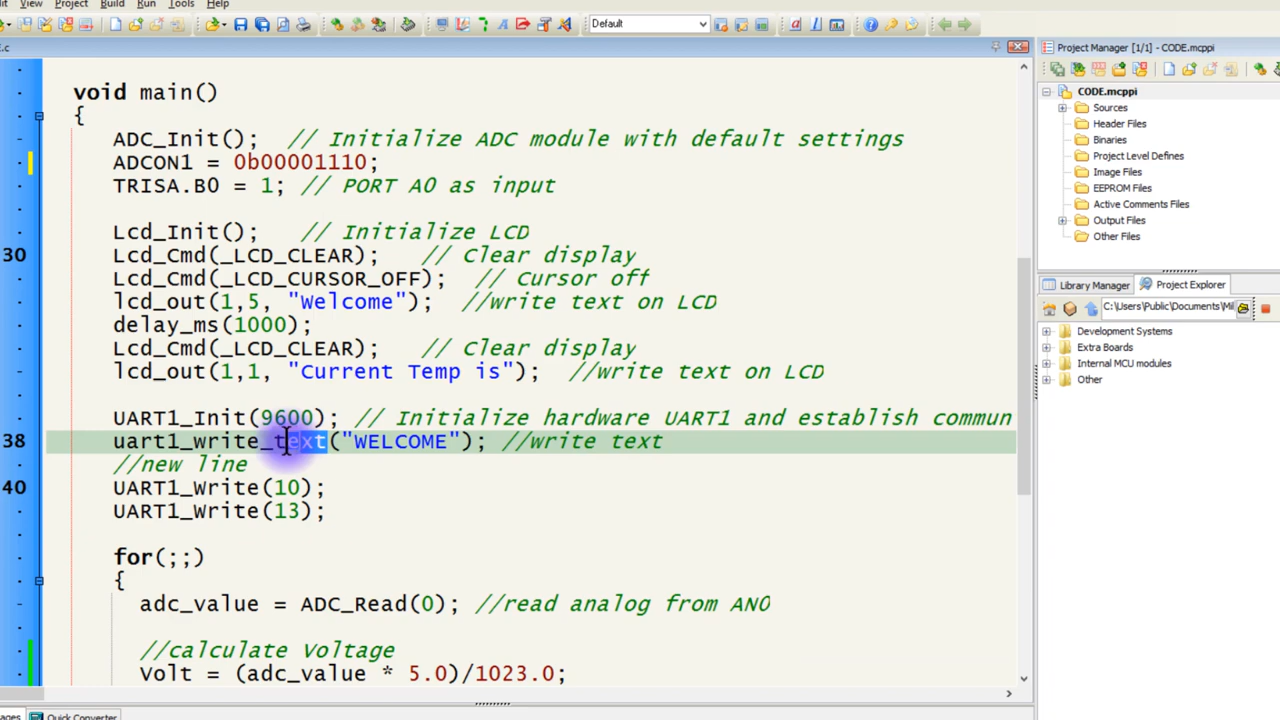 it View Project Build Run Tools Help
Default
E.c
Project Manager [1/1] - CODE.mcppi
void main()
{
ADC_Init(); // Initialize ADC module with default settings
ADCON1 = 0b00001110;
TRISA.B0 = 1; // PORT A0 as input
Lcd_Init(); // Initialize LCD
30 Lcd_Cmd(_LCD_CLEAR); // Clear display
Lcd_Cmd(_LCD_CURSOR_OFF); // Cursor off
lcd_out(1,5, "Welcome"); //write text on LCD
delay_ms(1000);
Lcd_Cmd(_LCD_CLEAR); // Clear display
lcd_out(1,1, "Current Temp is"); //write text on LCD
UART1_Init(9600); // Initialize hardware UART1 and establish commun
38 uart1_write_text("WELCOME"); //write text
//new line
40 UART1_Write(10);
UART1_Write(13);
for(;;)
{
adc_value = ADC_Read(0); //read analog from AN0
//calculate Voltage
Volt = (adc_value * 5.0)/1023.0;
CODE.mcppi
Sources
Header Files
Binaries
Project Level Defines
Image Files
EEPROM Files
Active Comments Files
Output Files
Other Files
Library Manager Project Explorer
C:\Users\Public\Documents\Mil
Development Systems
Extra Boards
Internal MCU modules
Other
ages Quick Converter